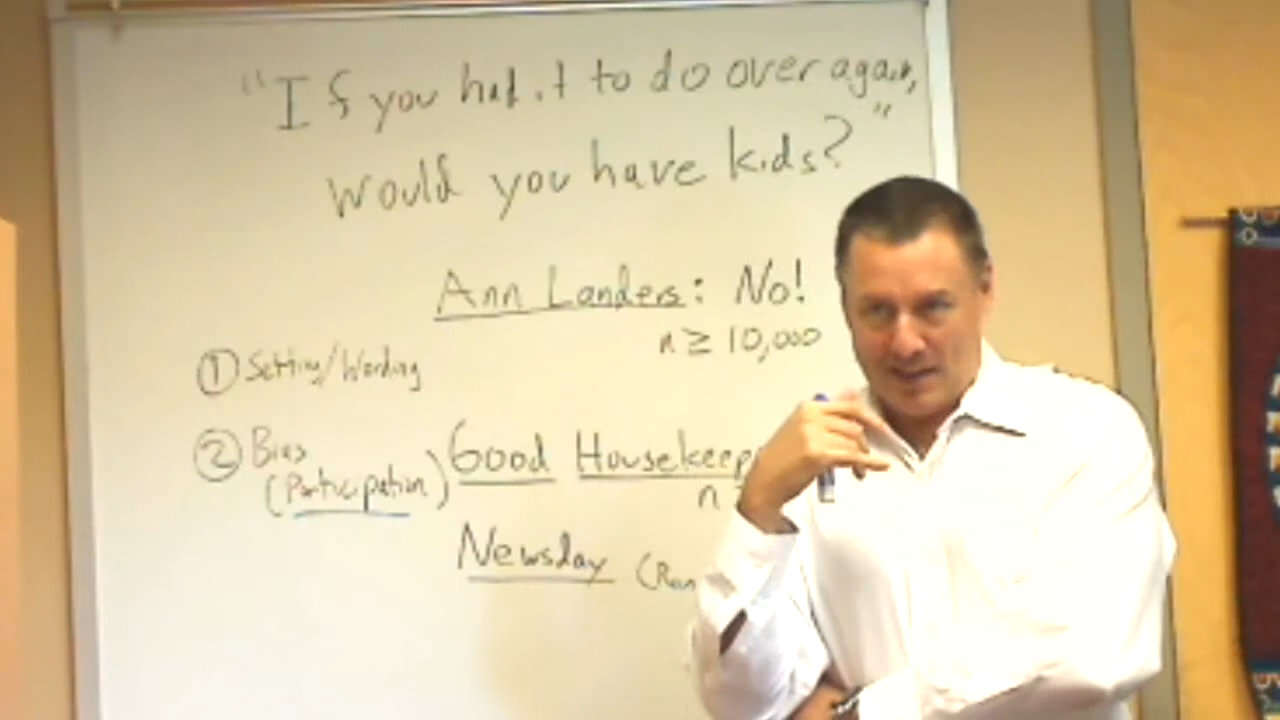 "If you had it to do over again,
would you have kids?"
Ann Landers: No!
n ≥ 10,000
① Setting/Wording
② Bias
(Participation)
Good Housekeep
n
Newsday (Ran